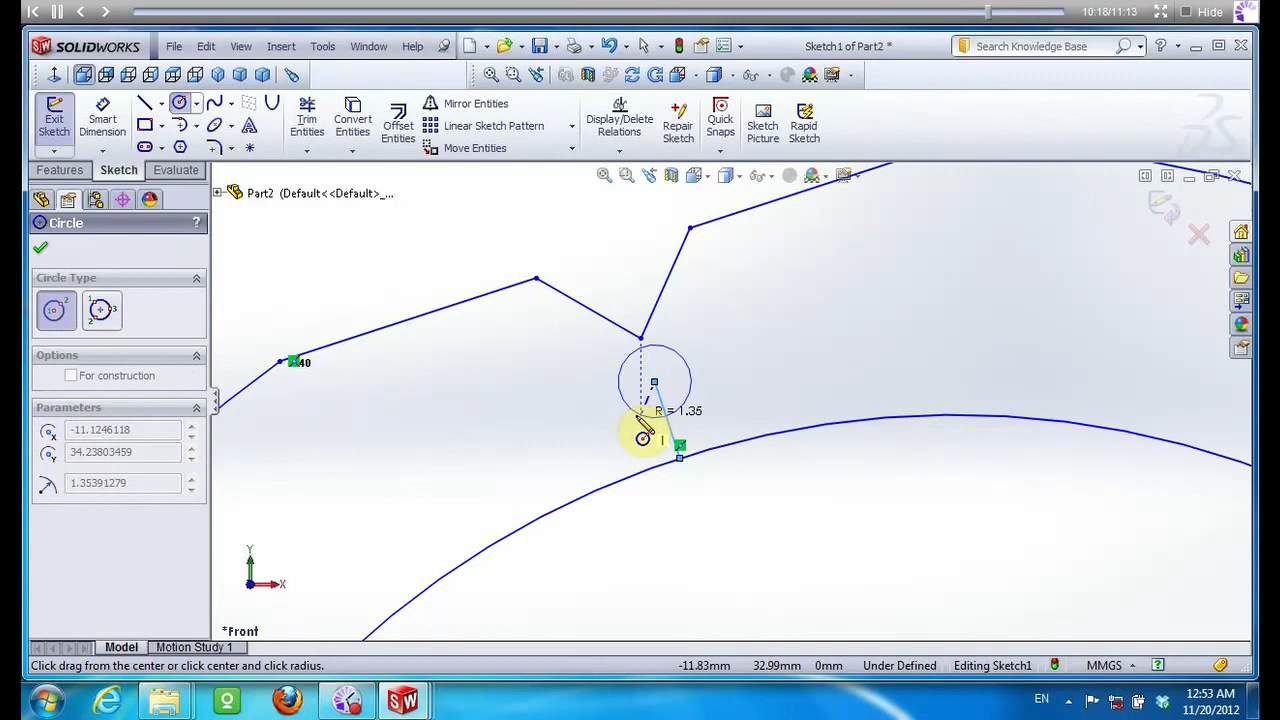 10:18/11:13 Hide
SW SOLIDWORKS File Edit View Insert Tools Window Help Sketch1 of Part2 * Search Knowledge Base ?
Exit Sketch
Smart Dimension
Trim Entities
Convert Entities
Offset Entities
Mirror Entities
Linear Sketch Pattern
Move Entities
Display/Delete Relations
Repair Sketch
Quick Snaps
Sketch Picture
Rapid Sketch
Features Sketch Evaluate
Part2 (Default<<Default>_...
Circle ?
Circle Type
Options
For construction
Parameters
-11.1246118
34.23803459
1.35391279
40
R = 1.35
Y
X
*Front
Model Motion Study 1
Click drag from the center or click center and click radius. -11.83mm 32.99mm 0mm Under Defined Editing Sketch1 MMGS ?
SW EN 12:53 AM
11/20/2012